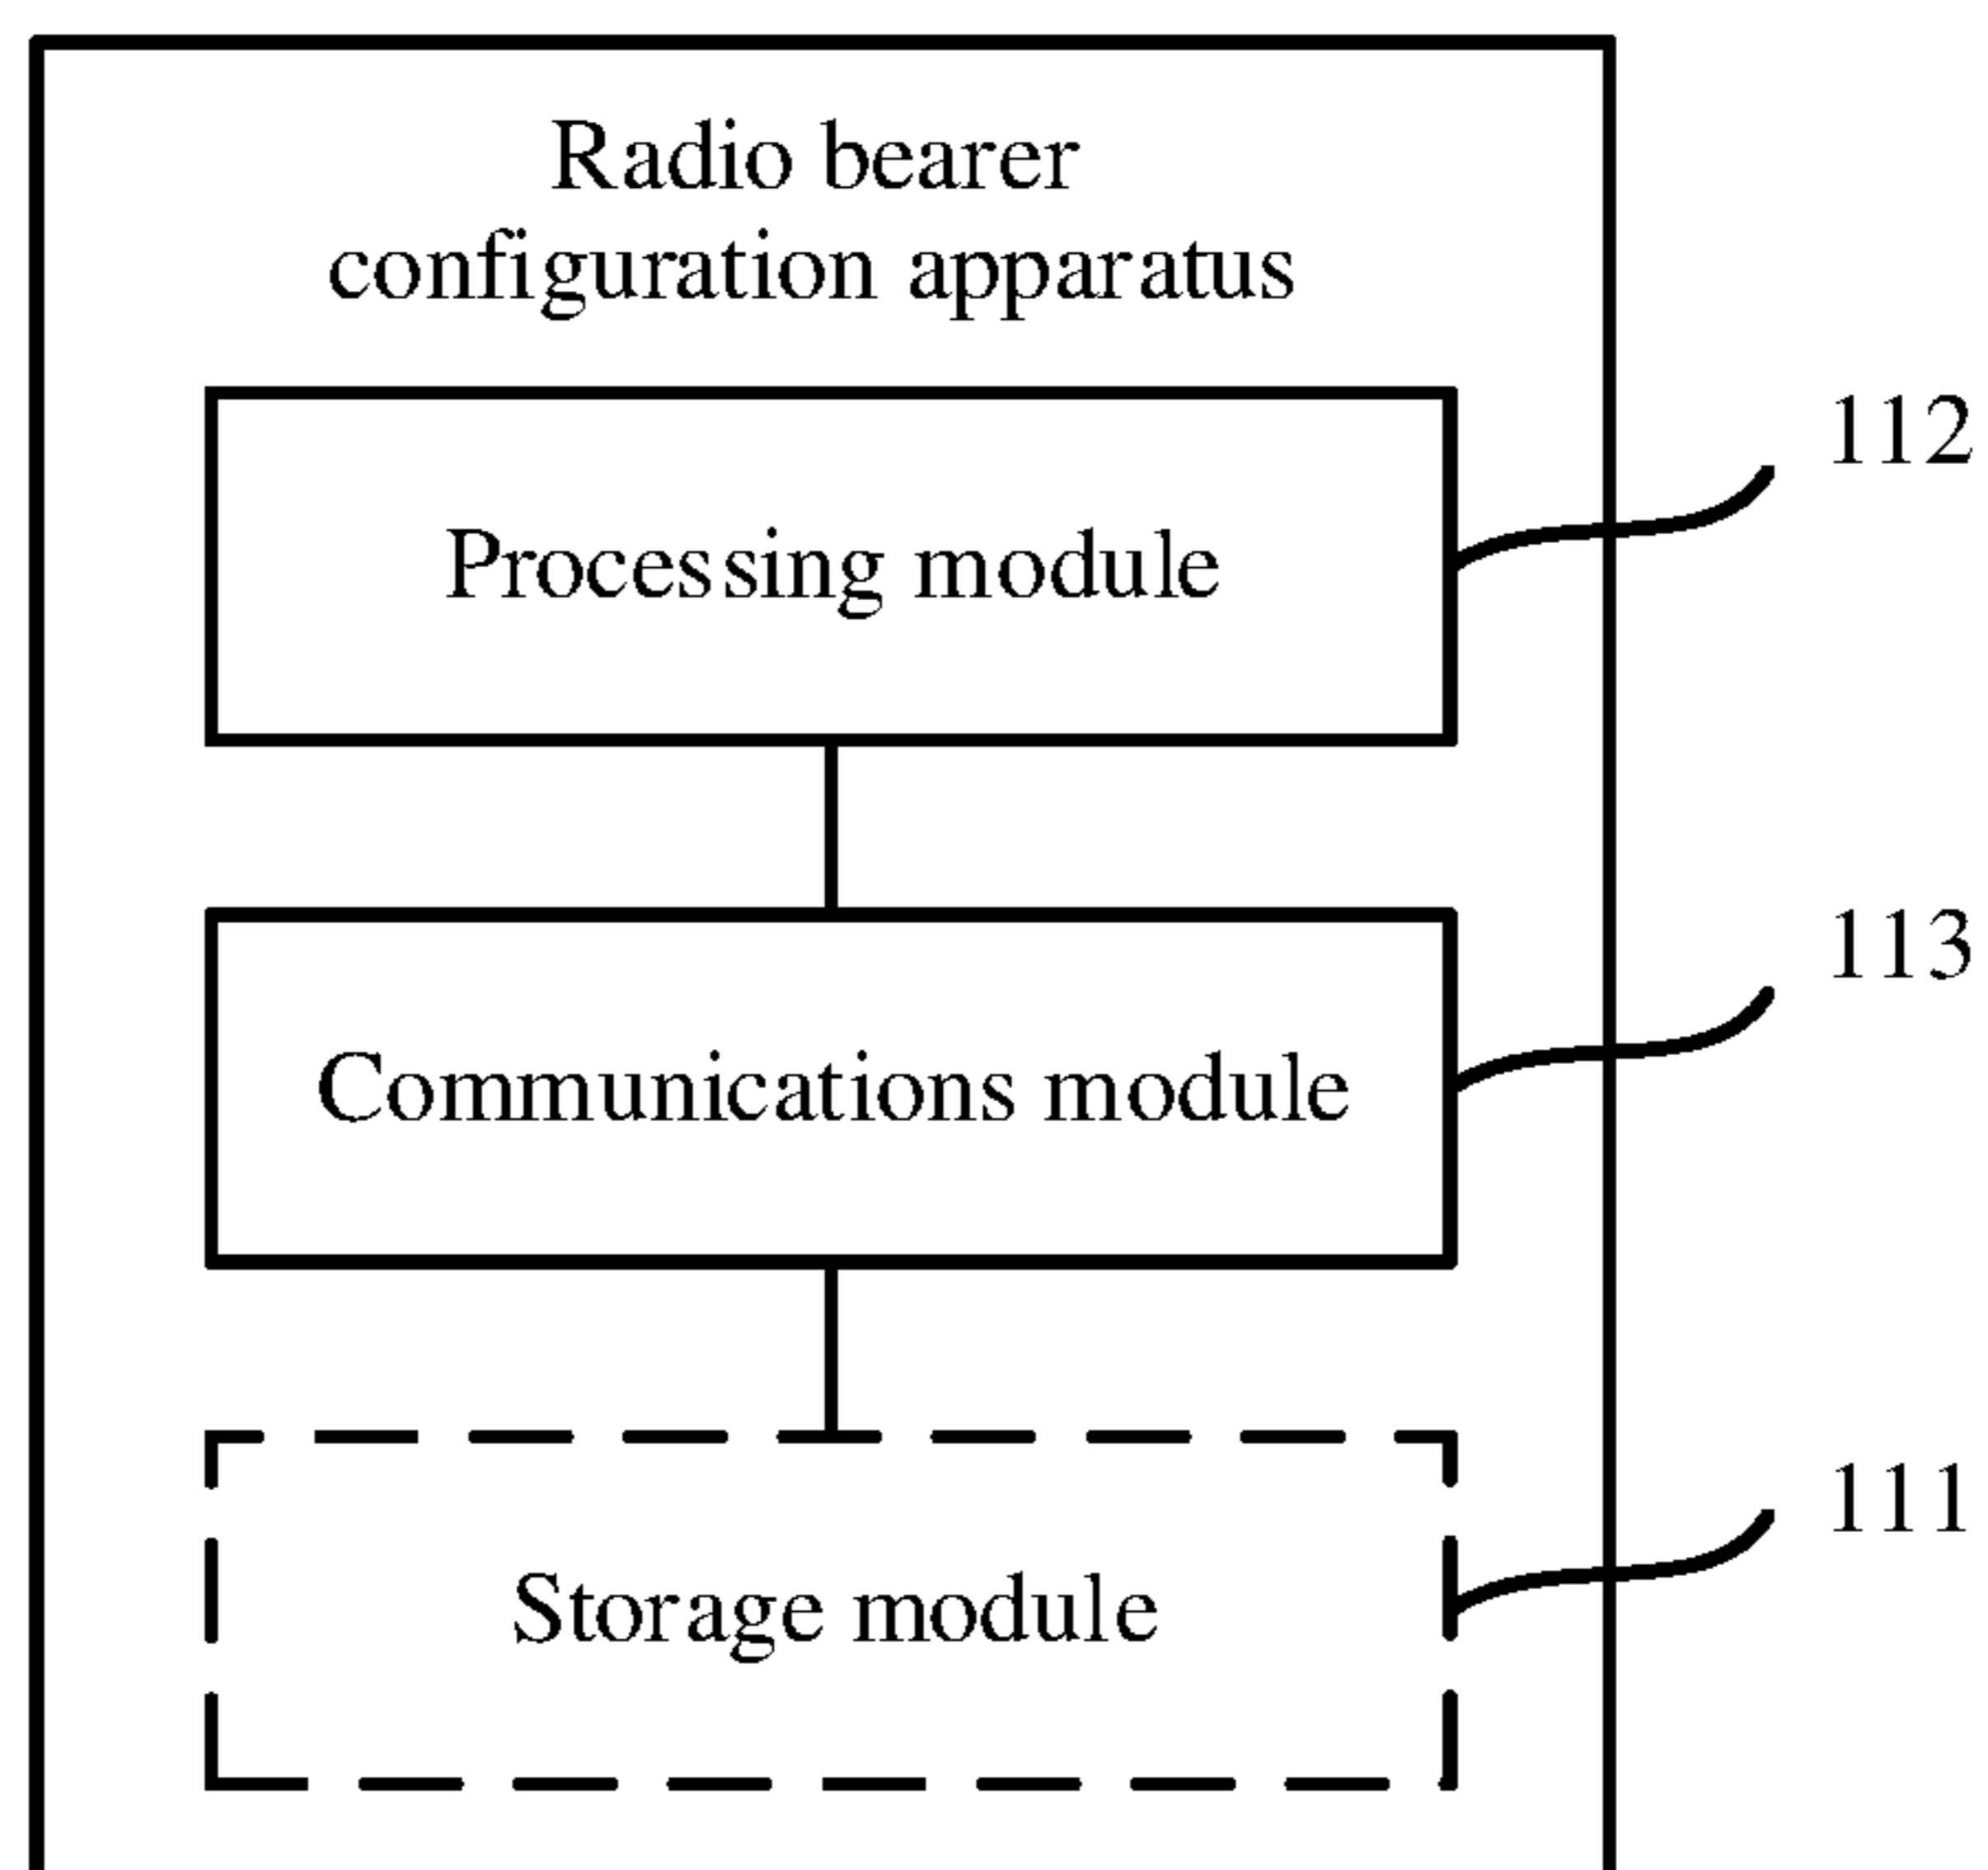 Radio bearer
configuration apparatus
112
Processing module
113
Communications module
111
Storage module